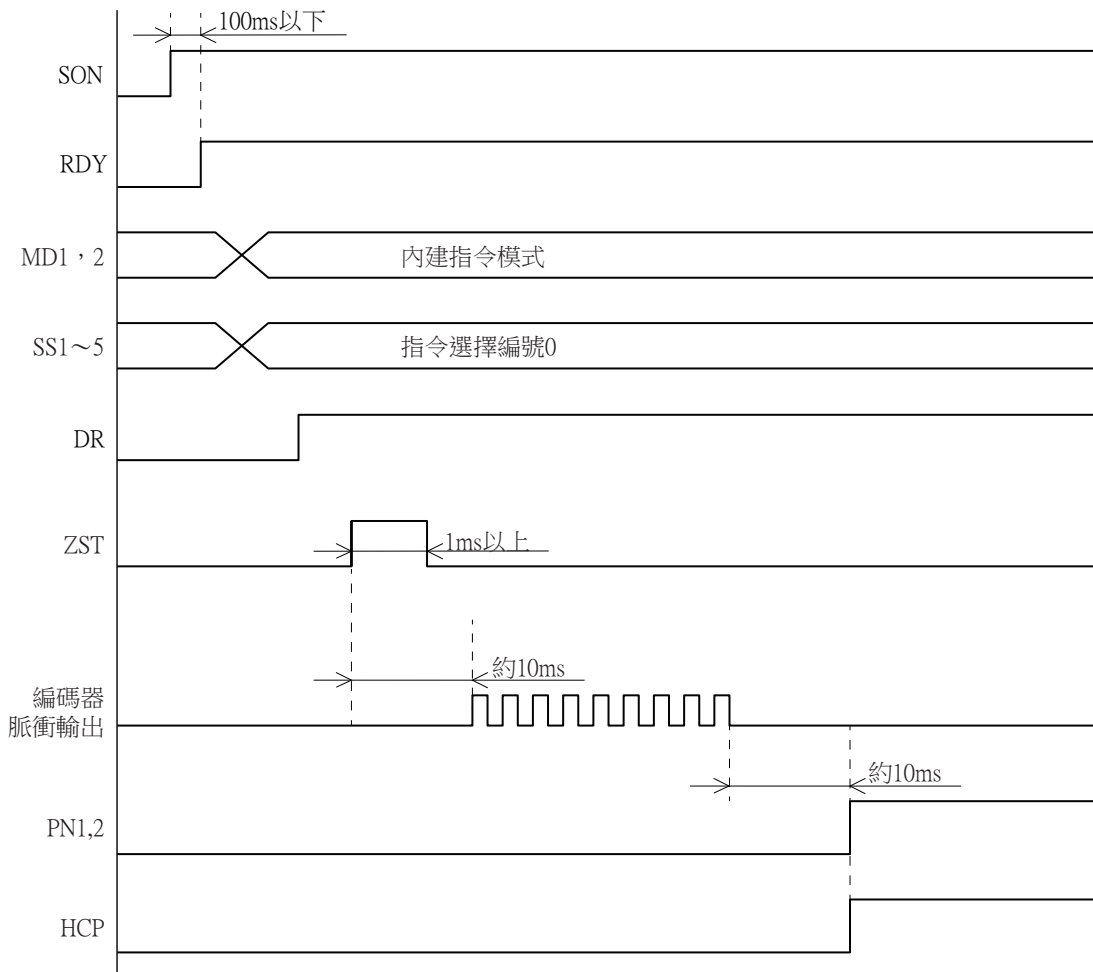 100ms以下
SON
RDY
MD1，2
內建指令模式
SS1～5
指令選擇編號0
DR
ZST
1ms以上
約10ms
編碼器
脈衝輸出
約10ms
PN1,2
HCP